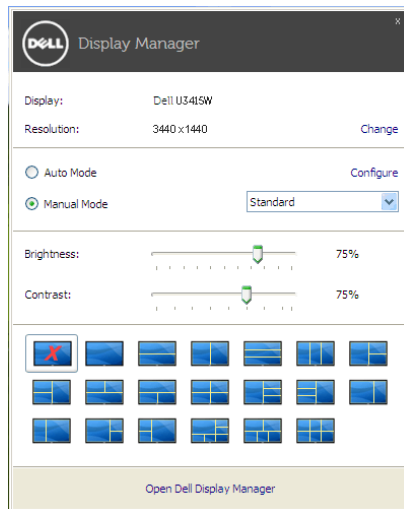 x
DELL Display Manager
Display: Dell U3415W
Resolution: 3440 x 1440 Change
Auto Mode Configure
Manual Mode Standard
Brightness: 75%
Contrast: 75%
Open Dell Display Manager